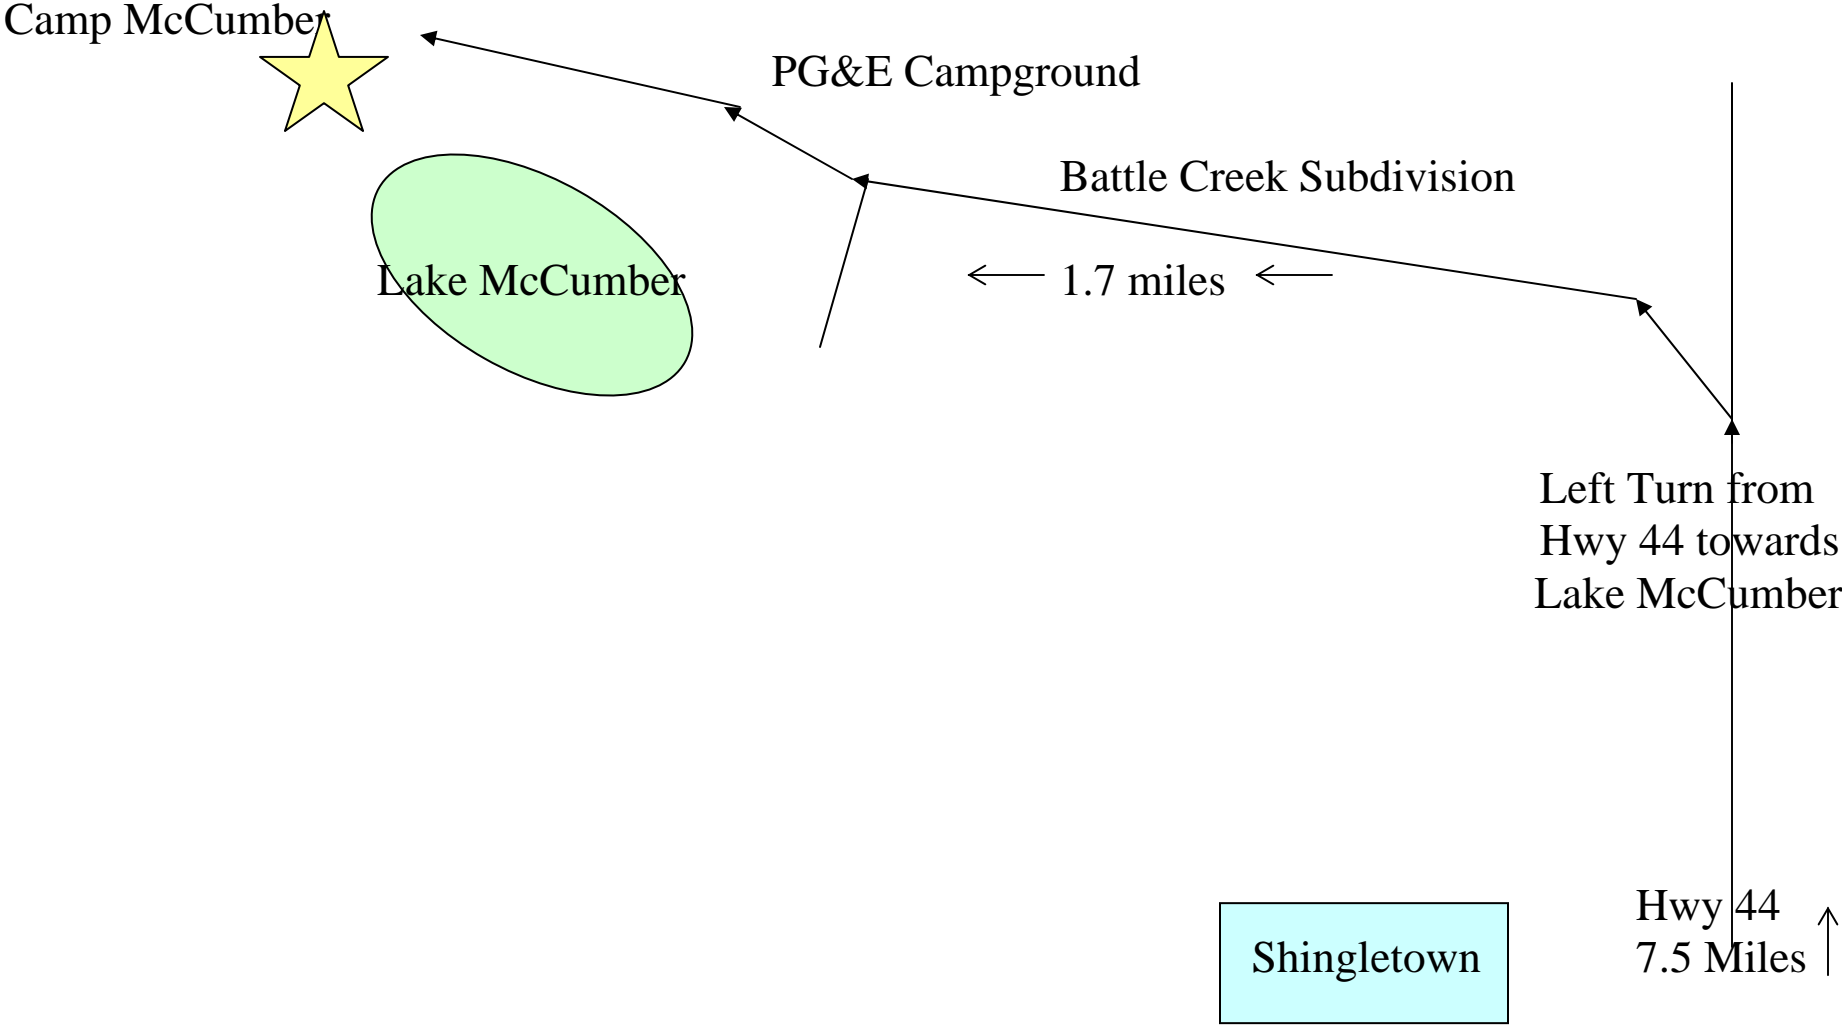 Camp McCumber
PG&E Campground
Battle Creek Subdivision
Lake McCumber
1.7 miles
Left Turn from
Hwy 44 towards
Lake McCumber
Hwy 44
7.5 Miles
Shingletown